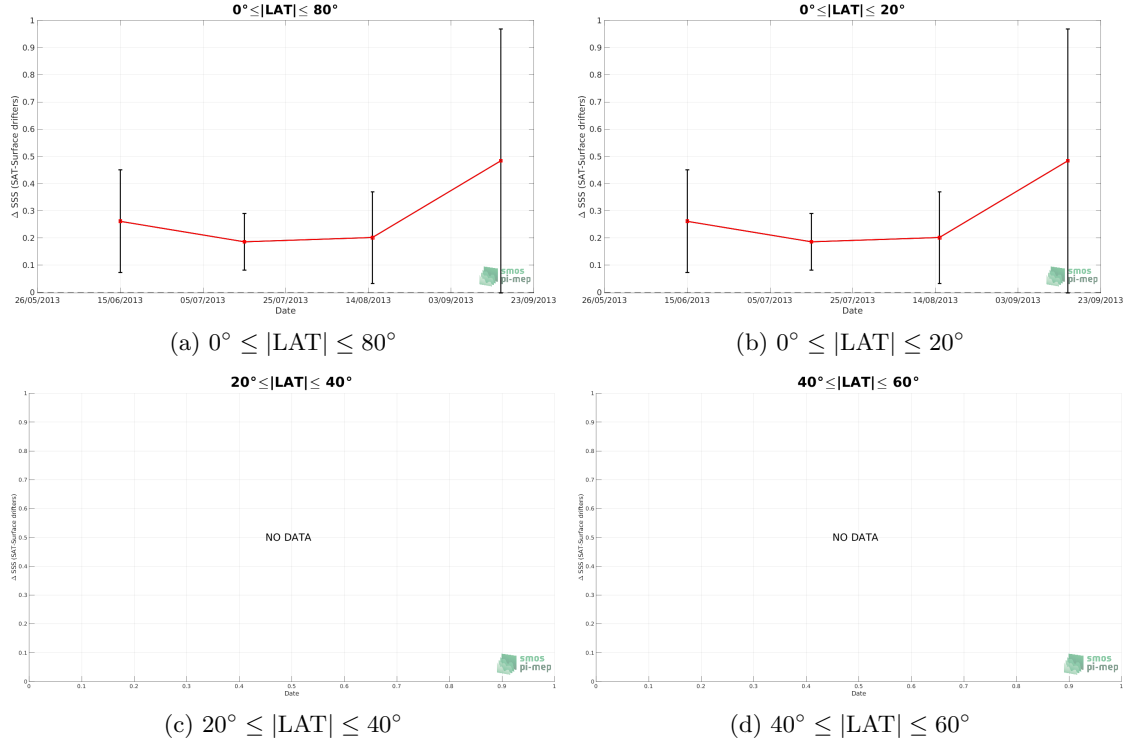 0°≤|LAT|≤ 80°
1
0.9
0.8
0.7
0.6
0.5
0.4
0.3
0.2
0.1
0
Δ SSS (SAT-Surface drifters)
26/05/2013 15/06/2013 05/07/2013 25/07/2013 14/08/2013 03/09/2013 23/09/2013
Date
smos
pi-mep
(a) 0° ≤ |LAT| ≤ 80°
0°≤|LAT|≤ 20°
1
0.9
0.8
0.7
0.6
0.5
0.4
0.3
0.2
0.1
0
Δ SSS (SAT-Surface drifters)
26/05/2013 15/06/2013 05/07/2013 25/07/2013 14/08/2013 03/09/2013 23/09/2013
Date
smos
pi-mep
(b) 0° ≤ |LAT| ≤ 20°
20°≤|LAT|≤ 40°
1
0.9
0.8
0.7
0.6
0.5
0.4
0.3
0.2
0.1
0
Δ SSS (SAT-Surface drifters)
NO DATA
0 0.1 0.2 0.3 0.4 0.5 0.6 0.7 0.8 0.9 1
Date
smos
pi-mep
(c) 20° ≤ |LAT| ≤ 40°
40°≤|LAT|≤ 60°
1
0.9
0.8
0.7
0.6
0.5
0.4
0.3
0.2
0.1
0
Δ SSS (SAT-Surface drifters)
NO DATA
0 0.1 0.2 0.3 0.4 0.5 0.6 0.7 0.8 0.9 1
Date
smos
pi-mep
(d) 40° ≤ |LAT| ≤ 60°